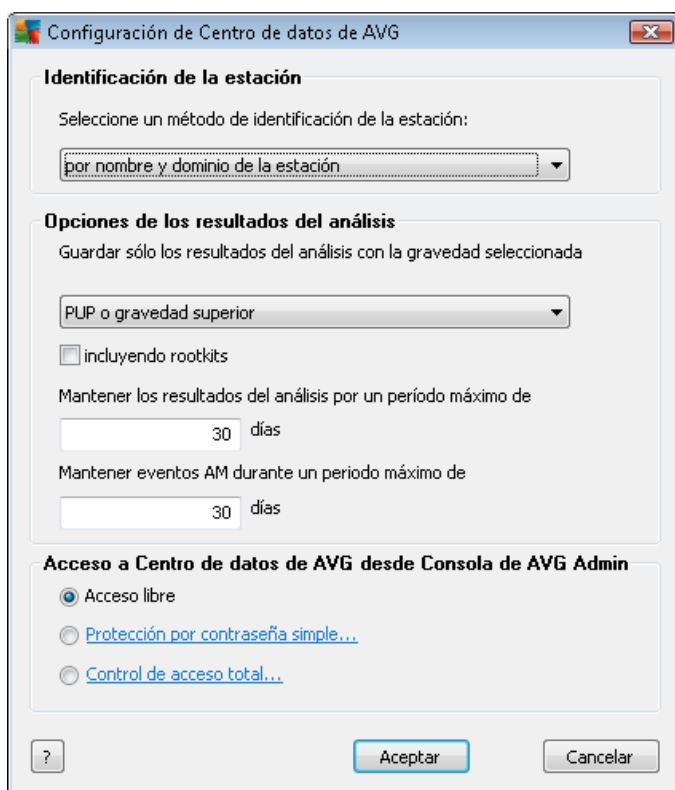 Configuración de Centro de datos de AVG
Identificación de la estación
Seleccione un método de identificación de la estación:
por nombre y dominio de la estación
Opciones de los resultados del análisis
Guardar sólo los resultados del análisis con la gravedad seleccionada
PUP o gravedad superior
incluyendo rootkits
Mantener los resultados del análisis por un período máximo de
30 días
Mantener eventos AM durante un periodo máximo de
30 días
Acceso a Centro de datos de AVG desde Consola de AVG Admin
Acceso libre
Protección por contraseña simple...
Control de acceso total...
? Aceptar Cancelar